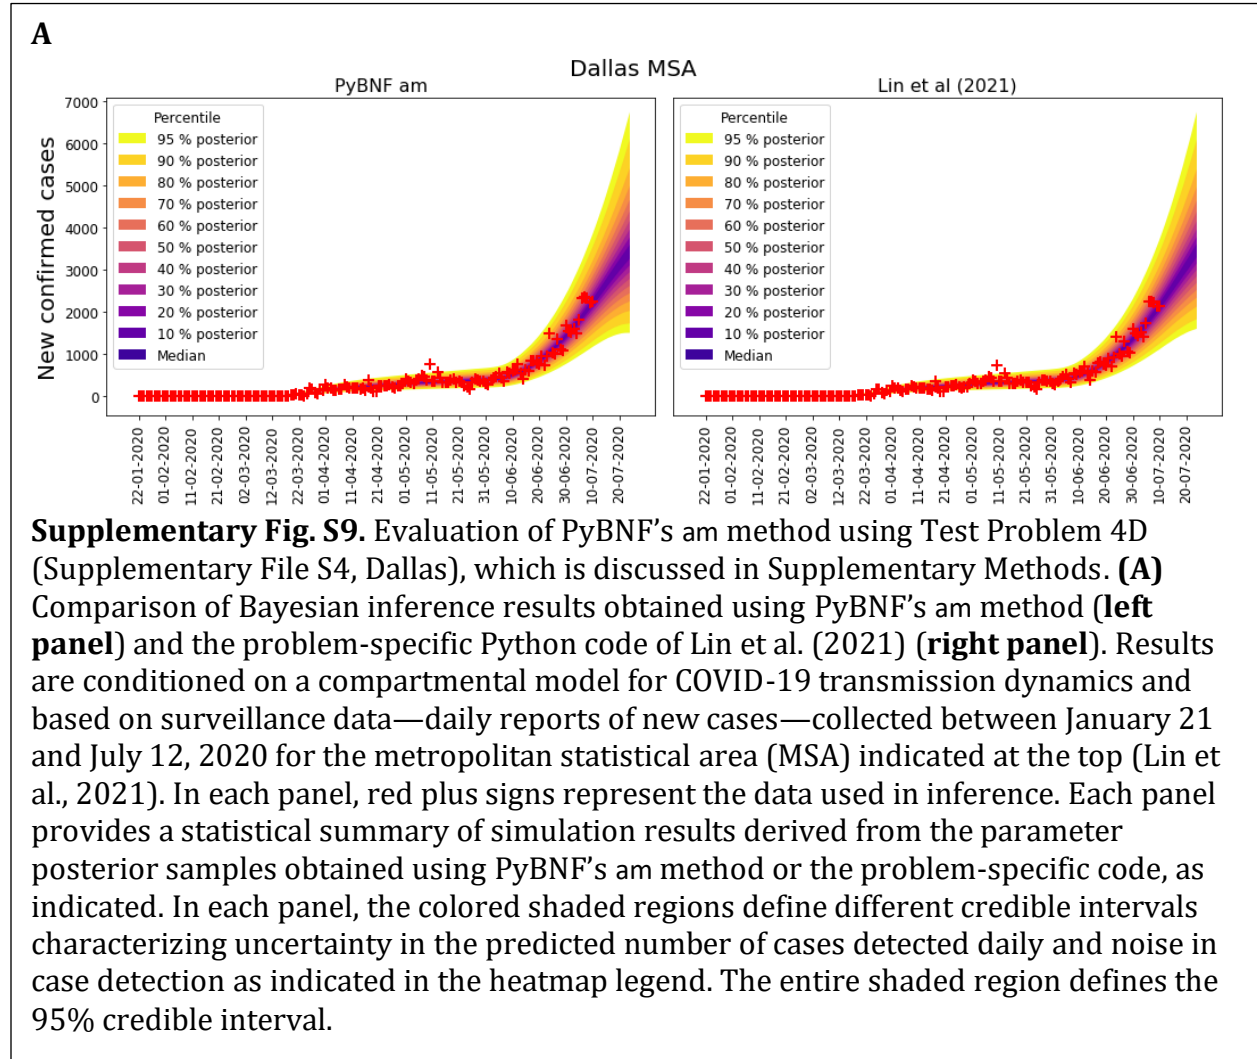 A
Dallas MSA
PyBNF am
Lin et al (2021)
New confirmed cases
7000
6000
5000
4000
3000
2000
1000
0
Percentile
95 % posterior
90 % posterior
80 % posterior
70 % posterior
60 % posterior
50 % posterior
40 % posterior
30 % posterior
20 % posterior
10 % posterior
Median
22-01-2020
01-02-2020
11-02-2020
21-02-2020
02-03-2020
12-03-2020
22-03-2020
01-04-2020
11-04-2020
21-04-2020
01-05-2020
11-05-2020
21-05-2020
31-05-2020
10-06-2020
20-06-2020
30-06-2020
10-07-2020
20-07-2020
Percentile
95 % posterior
90 % posterior
80 % posterior
70 % posterior
60 % posterior
50 % posterior
40 % posterior
30 % posterior
20 % posterior
10 % posterior
Median
22-01-2020
01-02-2020
11-02-2020
21-02-2020
02-03-2020
12-03-2020
22-03-2020
01-04-2020
11-04-2020
21-04-2020
01-05-2020
11-05-2020
21-05-2020
31-05-2020
10-06-2020
20-06-2020
30-06-2020
10-07-2020
20-07-2020
Supplementary Fig. S9. Evaluation of PyBNF's am method using Test Problem 4D
(Supplementary File S4, Dallas), which is discussed in Supplementary Methods. (A)
Comparison of Bayesian inference results obtained using PyBNF's am method (left
panel) and the problem-specific Python code of Lin et al. (2021) (right panel). Results
are conditioned on a compartmental model for COVID-19 transmission dynamics and
based on surveillance data—daily reports of new cases—collected between January 21
and July 12, 2020 for the metropolitan statistical area (MSA) indicated at the top (Lin et
al., 2021). In each panel, red plus signs represent the data used in inference. Each panel
provides a statistical summary of simulation results derived from the parameter
posterior samples obtained using PyBNF's am method or the problem-specific code, as
indicated. In each panel, the colored shaded regions define different credible intervals
characterizing uncertainty in the predicted number of cases detected daily and noise in
case detection as indicated in the heatmap legend. The entire shaded region defines the
95% credible interval.